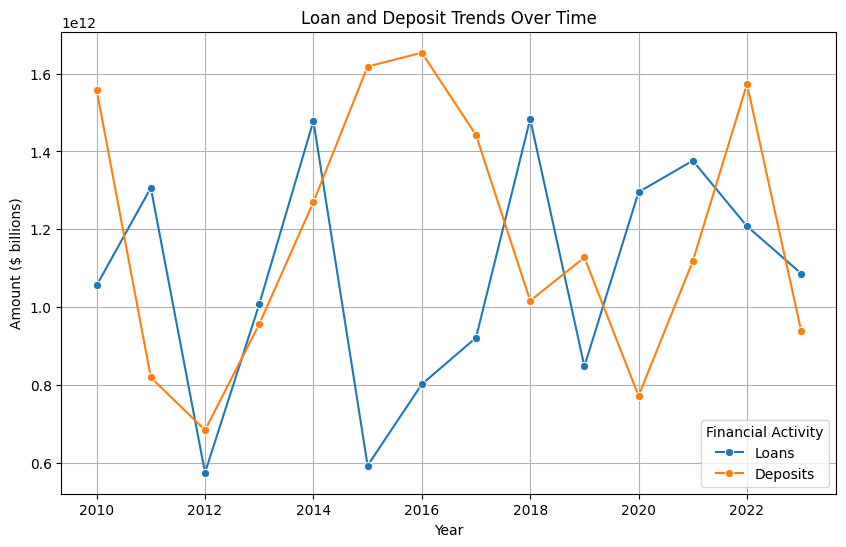 Loan and Deposit Trends Over Time
1e12
Amount ($ billions)
1.6
1.4
1.2
1.0
0.8
0.6
Financial Activity
Loans
Deposits
2010 2012 2014 2016 2018 2020 2022
Year